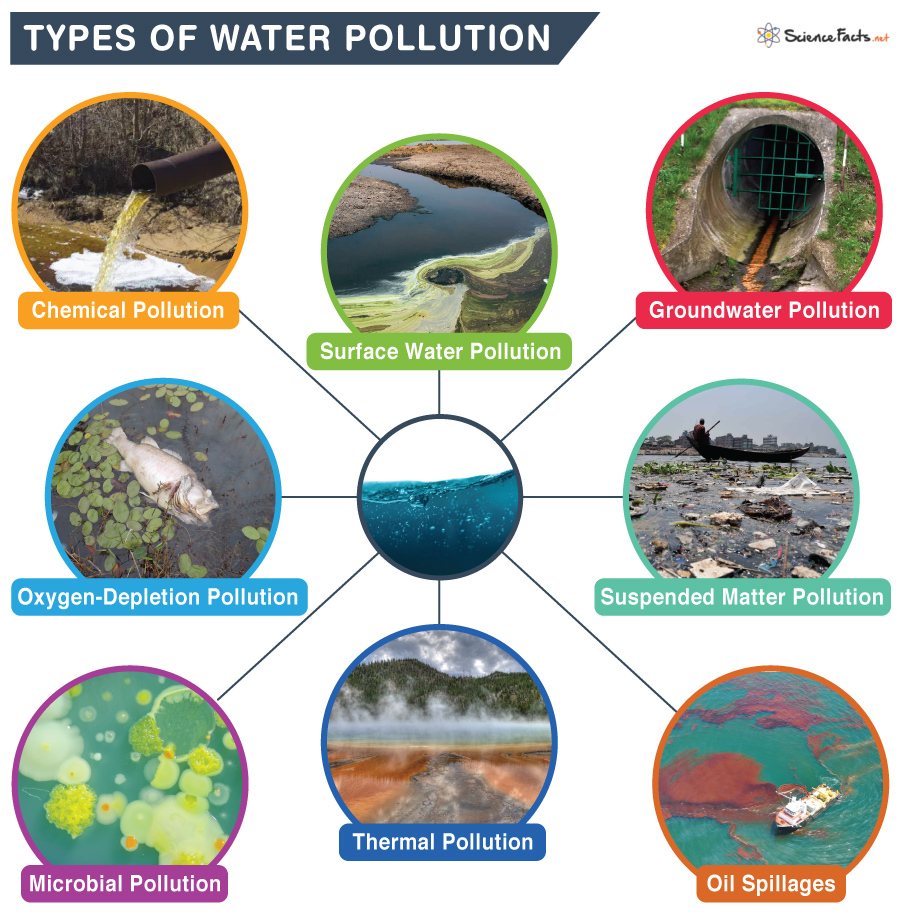 TYPES OF WATER POLLUTION
ScienceFacts.net
Chemical Pollution
Surface Water Pollution
Groundwater Pollution
Oxygen-Depletion Pollution
Suspended Matter Pollution
Microbial Pollution
Thermal Pollution
Oil Spillages